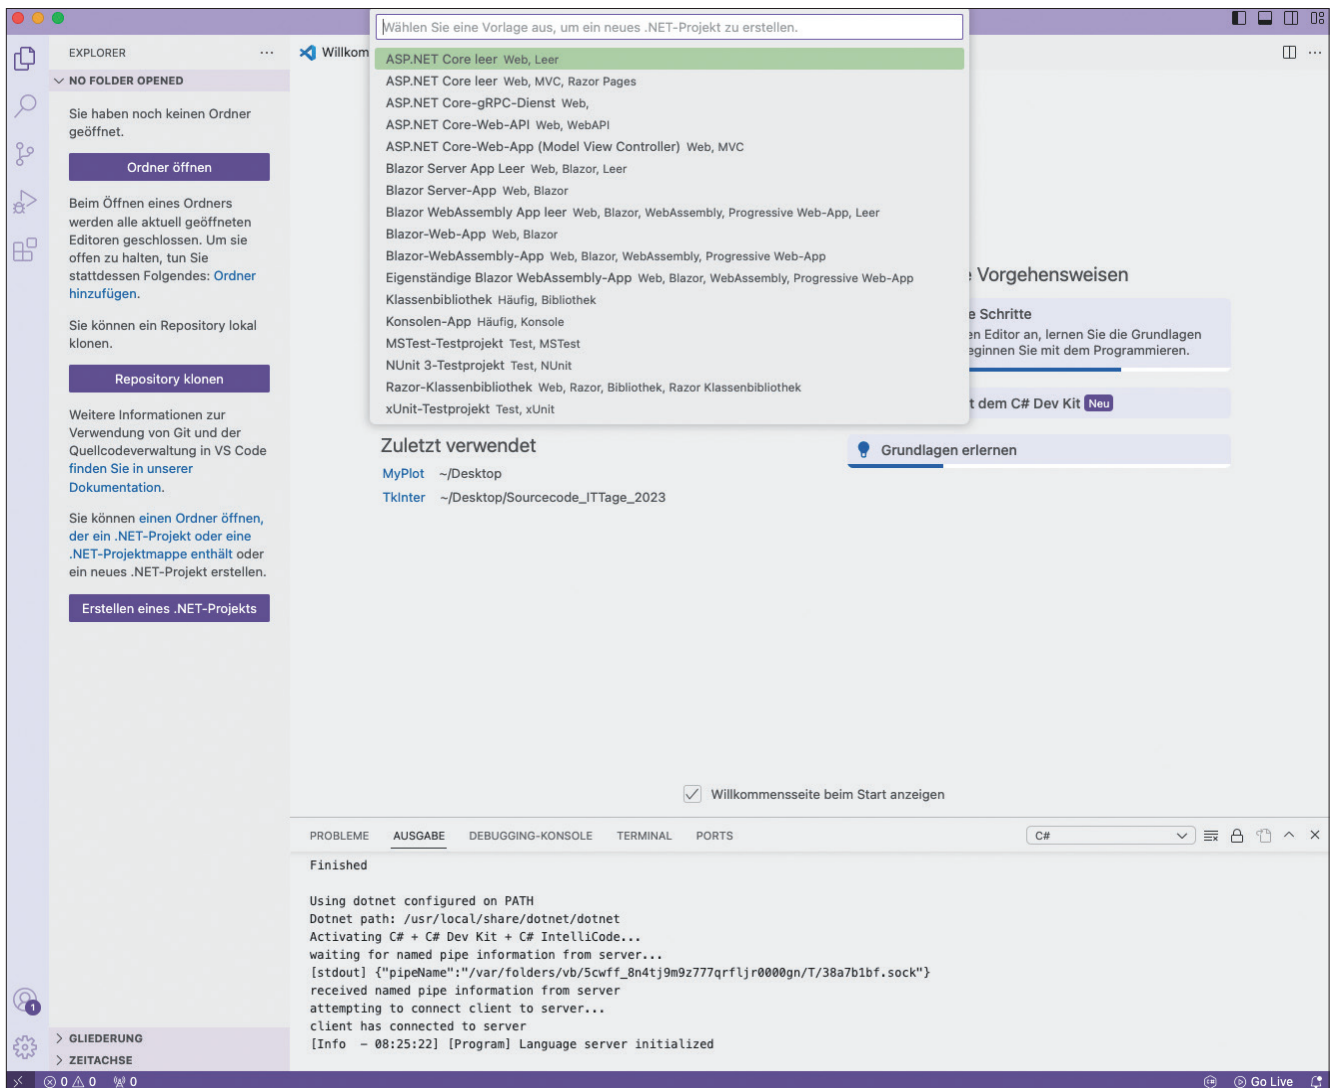 Wählen Sie eine Vorlage aus, um ein neues .NET-Projekt zu erstellen.
EXPLORER
Willkom
ASP.NET Core leer Web, Leer
ASP.NET Core leer Web, MVC, Razor Pages
ASP.NET Core-gRPC-Dienst Web,
ASP.NET Core-Web-API Web, WebAPI
ASP.NET Core-Web-App (Model View Controller) Web, MVC
Blazor Server App Leer Web, Blazor, Leer
Blazor Server-App Web, Blazor
Blazor WebAssembly App leer Web, Blazor, WebAssembly, Progressive Web-App, Leer
Blazor-Web-App Web, Blazor
Blazor-WebAssembly-App Web, Blazor, WebAssembly, Progressive Web-App
Eigenständige Blazor WebAssembly-App Web, Blazor, WebAssembly, Progressive Web-App
Klassenbibliothek Häufig, Bibliothek
Konsolen-App Häufig, Konsole
MSTest-Testprojekt Test, MSTest
NUnit 3-Testprojekt Test, NUnit
Razor-Klassenbibliothek Web, Razor, Bibliothek, Razor Klassenbibliothek
xUnit-Testprojekt Test, xUnit
NO FOLDER OPENED
Sie haben noch keinen Ordner
geöffnet.
Ordner öffnen
Beim Öffnen eines Ordners
werden alle aktuell geöffneten
Editoren geschlossen. Um sie
offen zu halten, tun Sie
stattdessen Folgendes: Ordner
hinzufügen.
Sie können ein Repository lokal
klonen.
Repository klonen
Weitere Informationen zur
Verwendung von Git und der
Quellcodeverwaltung in VS Code
finden Sie in unserer
Dokumentation.
Sie können einen Ordner öffnen,
der ein .NET-Projekt oder eine
.NET-Projektmappe enthält oder
ein neues .NET-Projekt erstellen.
Erstellen eines .NET-Projekts
Zuletzt verwendet
MyPlot ~/Desktop
TkInter ~/Desktop/Sourcecode_ITTage_2023
Vorgehensweisen
e Schritte
en Editor an, lernen Sie die Grundlagen
eginnen Sie mit dem Programmieren.
t dem C# Dev Kit Neu
Grundlagen erlernen
Willkommensseite beim Start anzeigen
PROBLEME AUSGABE DEBUGGING-KONSOLE TERMINAL PORTS C#
Finished
Using dotnet configured on PATH
Dotnet path: /usr/local/share/dotnet/dotnet
Activating C# + C# Dev Kit + C# IntelliCode...
waiting for named pipe information from server...
[stdout] {"pipeName":"/var/folders/vb/5cwff_8n4tj9m9z777qrfljr0000gn/T/38a7b1bf.sock"}
received named pipe information from server
attempting to connect client to server...
client has connected to server
[Info - 08:25:22] [Program] Language server initialized
1
GLIEDERUNG
ZEITACHSE
0 0 0 Go Live